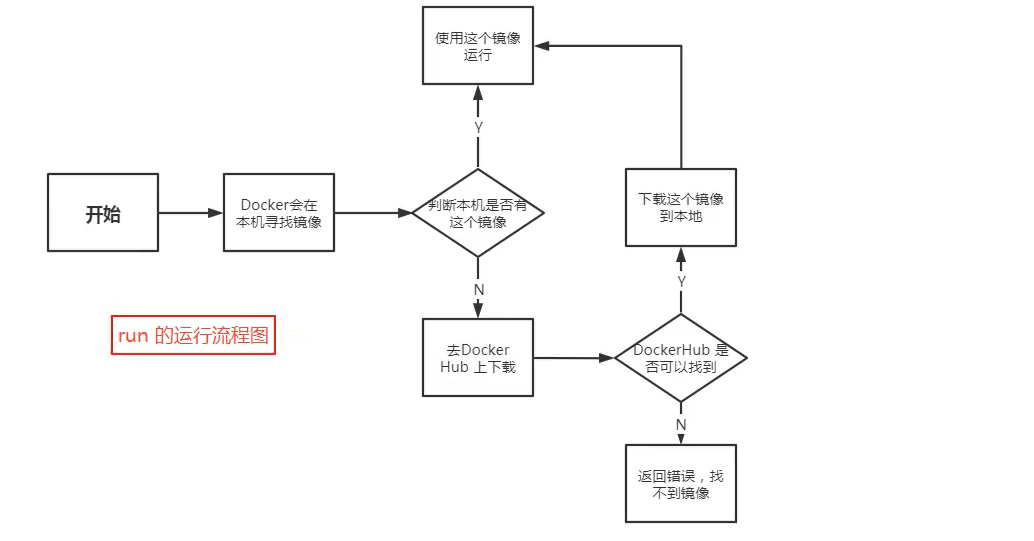 使用这个镜像
运行
Y
开始
Docker会在
本机寻找镜像
判断本机是否有
这个镜像
下载这个镜像
到本地
Y
N
run 的运行流程图
去Docker
Hub 上下载
DockerHub 是
否可以找到
N
返回错误，找
不到镜像